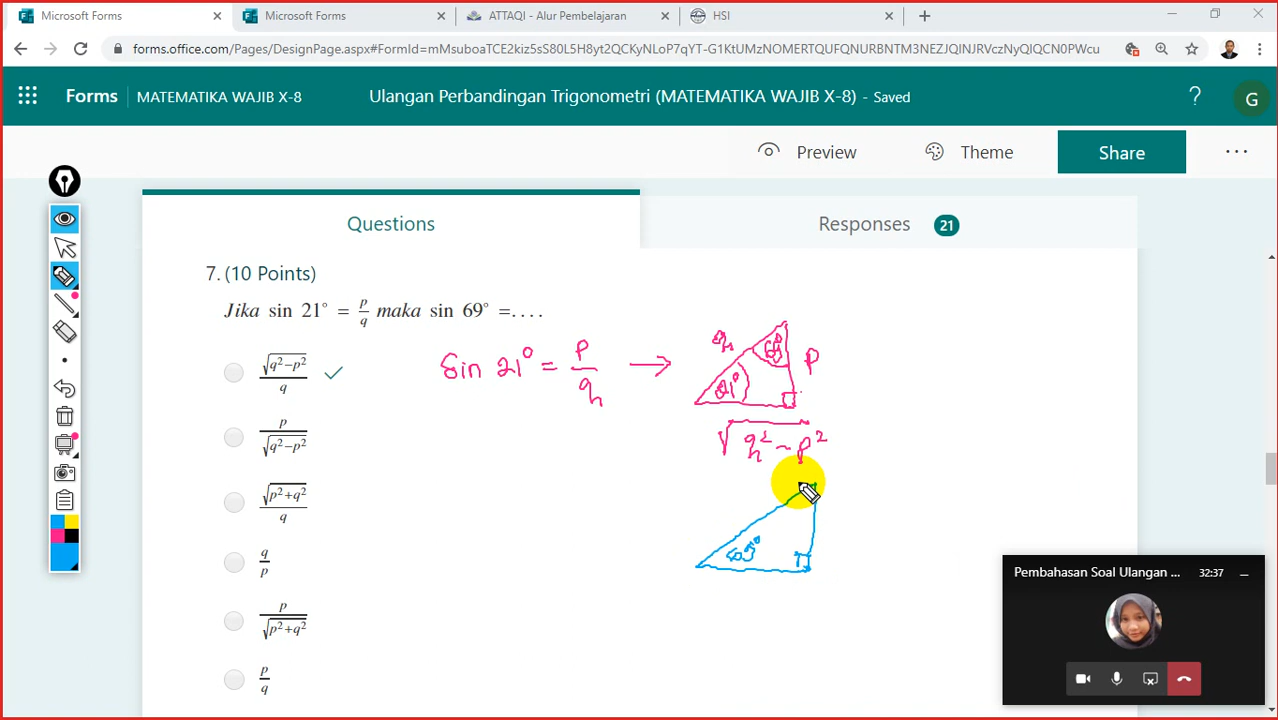 Microsoft Forms
Microsoft Forms
ATTAQI - Alur Pembelajaran
HSI
forms.office.com/Pages/DesignPage.aspx#FormId=mMsuboaTCE2kiz5sS80L5H8yt2QCKyNLoP7qYT-G1KtUMzNOMERTQUFQNURBNTM3NEZJQlNJRVczNyQlQCN0PWcu
Forms
MATEMATIKA WAJIB X-8
Ulangan Perbandingan Trigonometri (MATEMATIKA WAJIB X-8) - Saved
?
G
Preview
Theme
Share
...
Questions
Responses 21
7. (10 Points)
Jika sin 21° = p/q maka sin 69° =....
√(q²−p²)/q
p/√(q²−p²)
√(p²+q²)/q
q/p
p/√(p²+q²)
p/q
Sin 21° = p/q →
q
69°
p
21°
√(q² − p²)
69°
Pembahasan Soal Ulangan ...
32:37